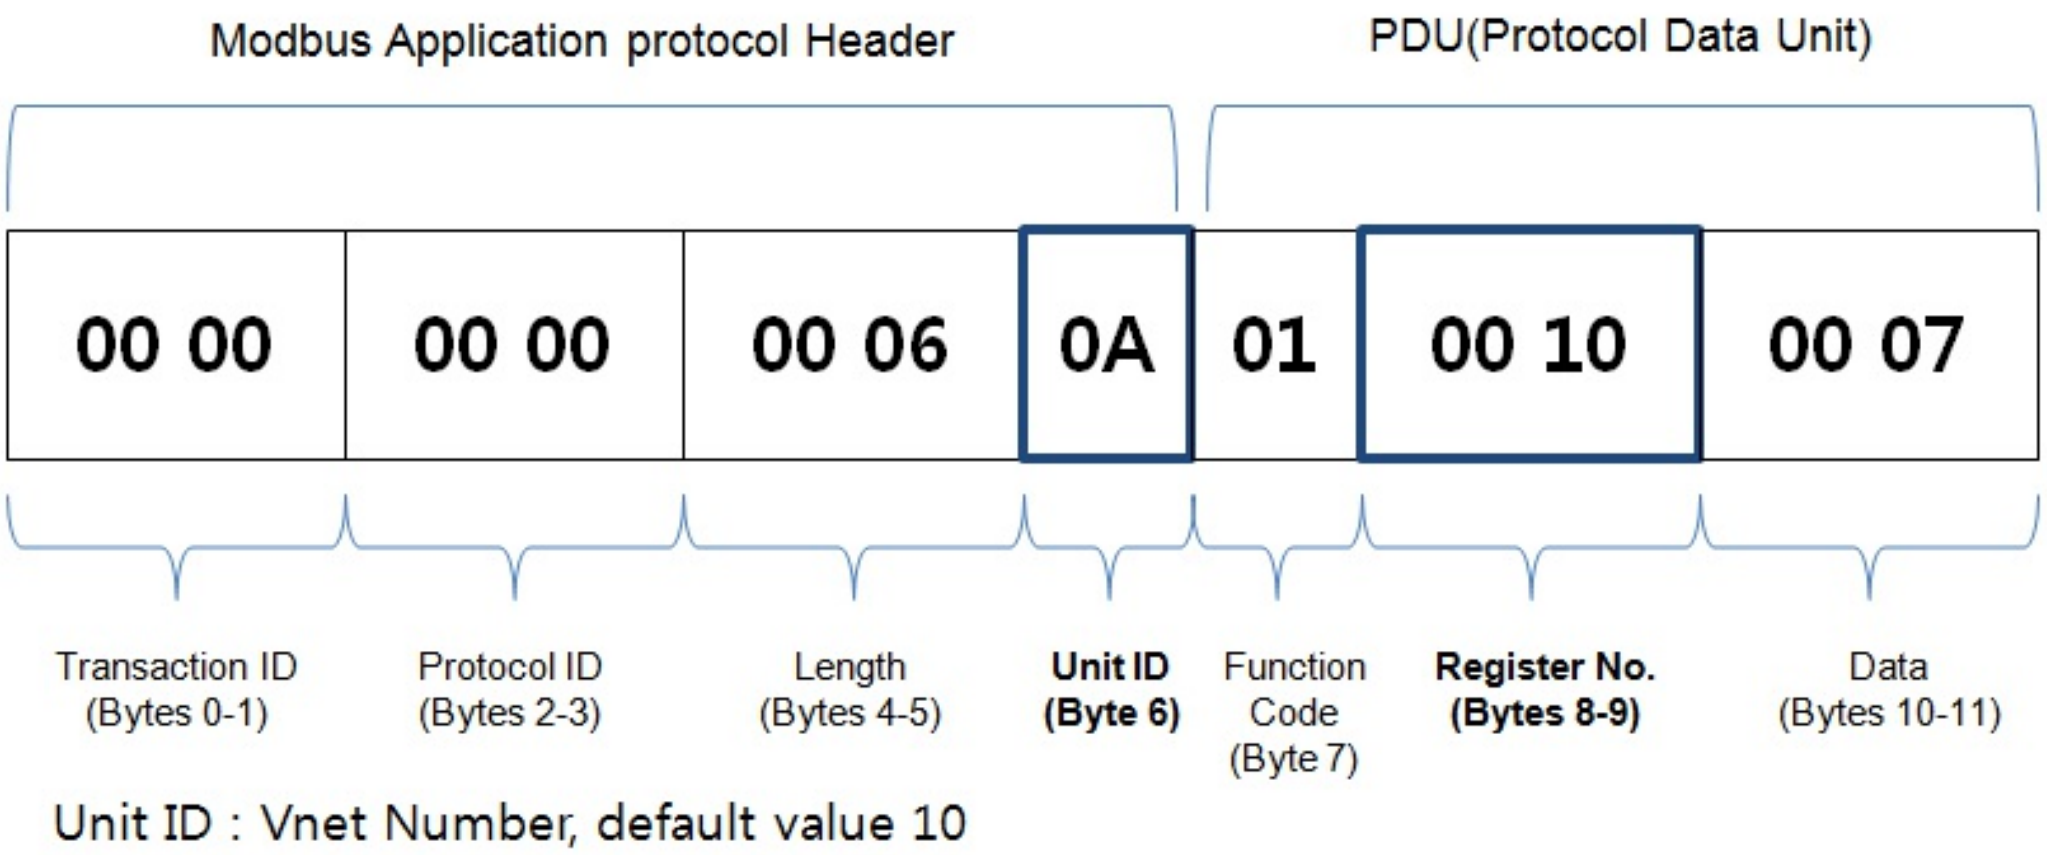 Modbus Application protocol Header
PDU(Protocol Data Unit)
00 00
00 00
00 06
0A
01
00 10
00 07
Transaction ID
(Bytes 0-1)
Protocol ID
(Bytes 2-3)
Length
(Bytes 4-5)
Unit ID
(Byte 6)
Function
Code
(Byte 7)
Register No.
(Bytes 8-9)
Data
(Bytes 10-11)
Unit ID : Vnet Number, default value 10